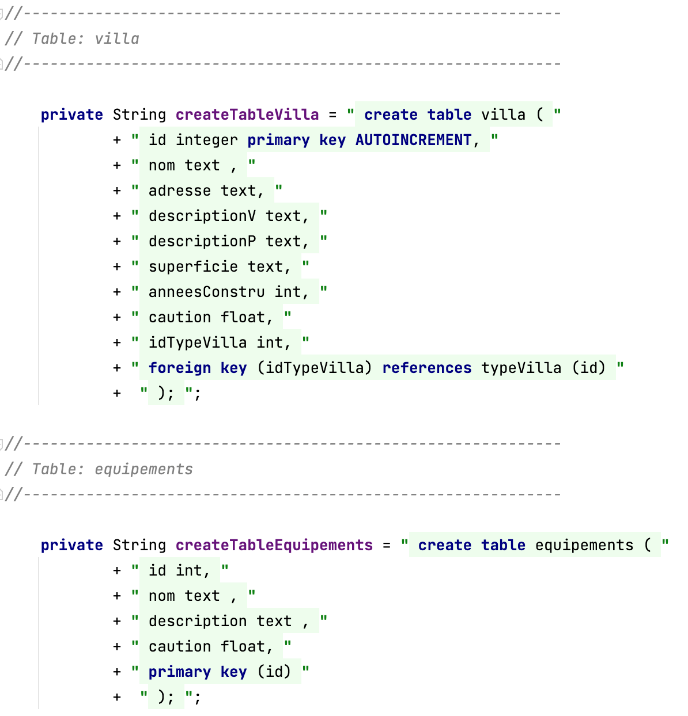 //------------------------------------------------------------
// Table: villa
//------------------------------------------------------------
private String createTableVilla = " create table villa ( "
+ " id integer primary key AUTOINCREMENT, "
+ " nom text , "
+ " adresse text, "
+ " descriptionV text, "
+ " descriptionP text, "
+ " superficie text, "
+ " anneesConstru int, "
+ " caution float, "
+ " idTypeVilla int, "
+ " foreign key (idTypeVilla) references typeVilla (id) "
+  " ); ";
//------------------------------------------------------------
// Table: equipements
//------------------------------------------------------------
private String createTableEquipements = " create table equipements ( "
+ " id int, "
+ " nom text , "
+ " description text , "
+ " caution float, "
+ " primary key (id) "
+  " ); ";